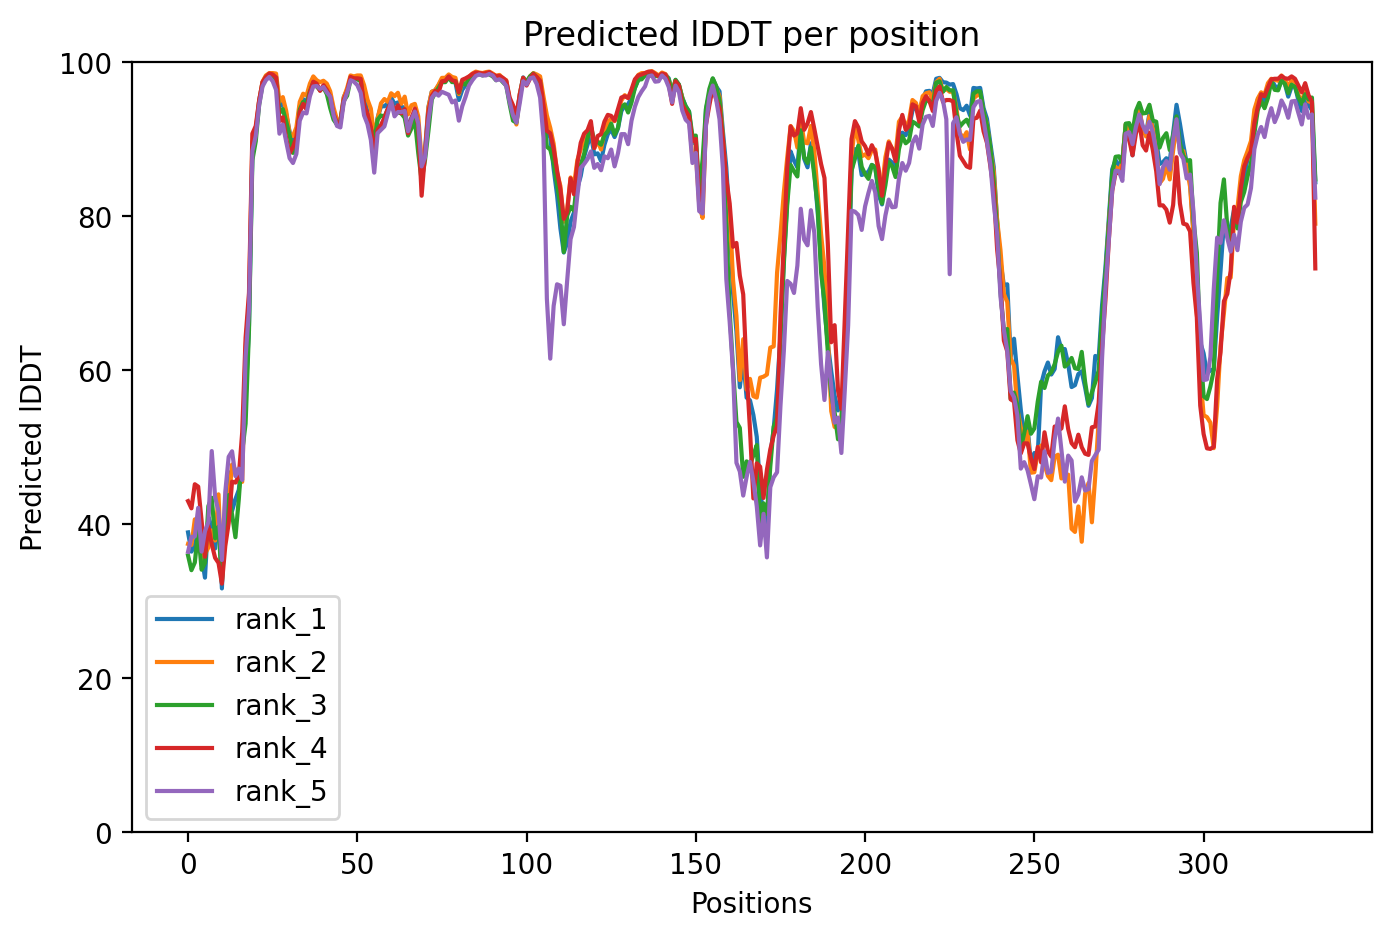 Predicted lDDT per position
100
80
60
40
20
0
Predicted lDDT
rank_1
rank_2
rank_3
rank_4
rank_5
0 50 100 150 200 250 300
Positions